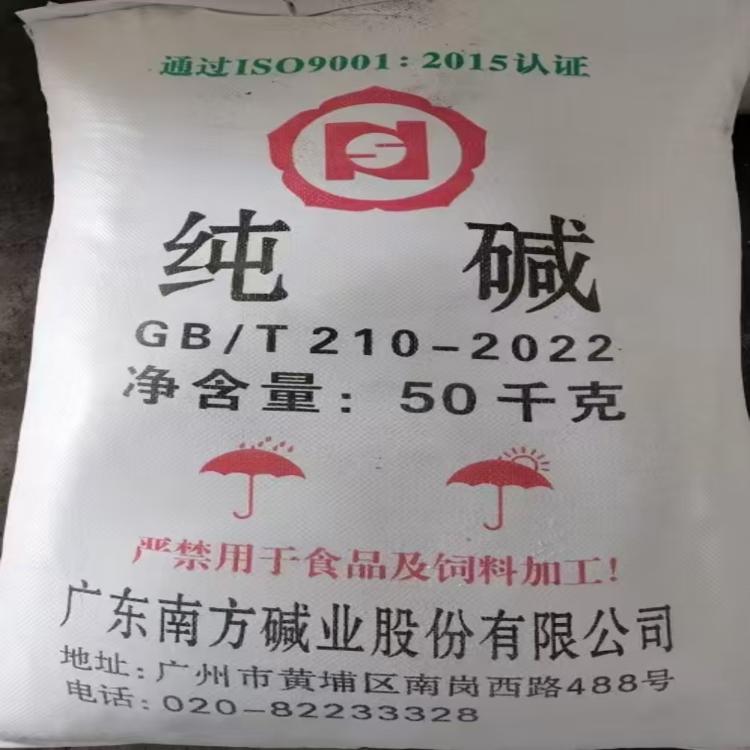 通过ISO9001:2015认证
NS
纯碱
GB/T 210-2022
净含量:50千克
严禁用于食品及饲料加工!
广东南方碱业股份有限公司
地址:广州市黄埔区南岗西路488号
电话:020-82233328